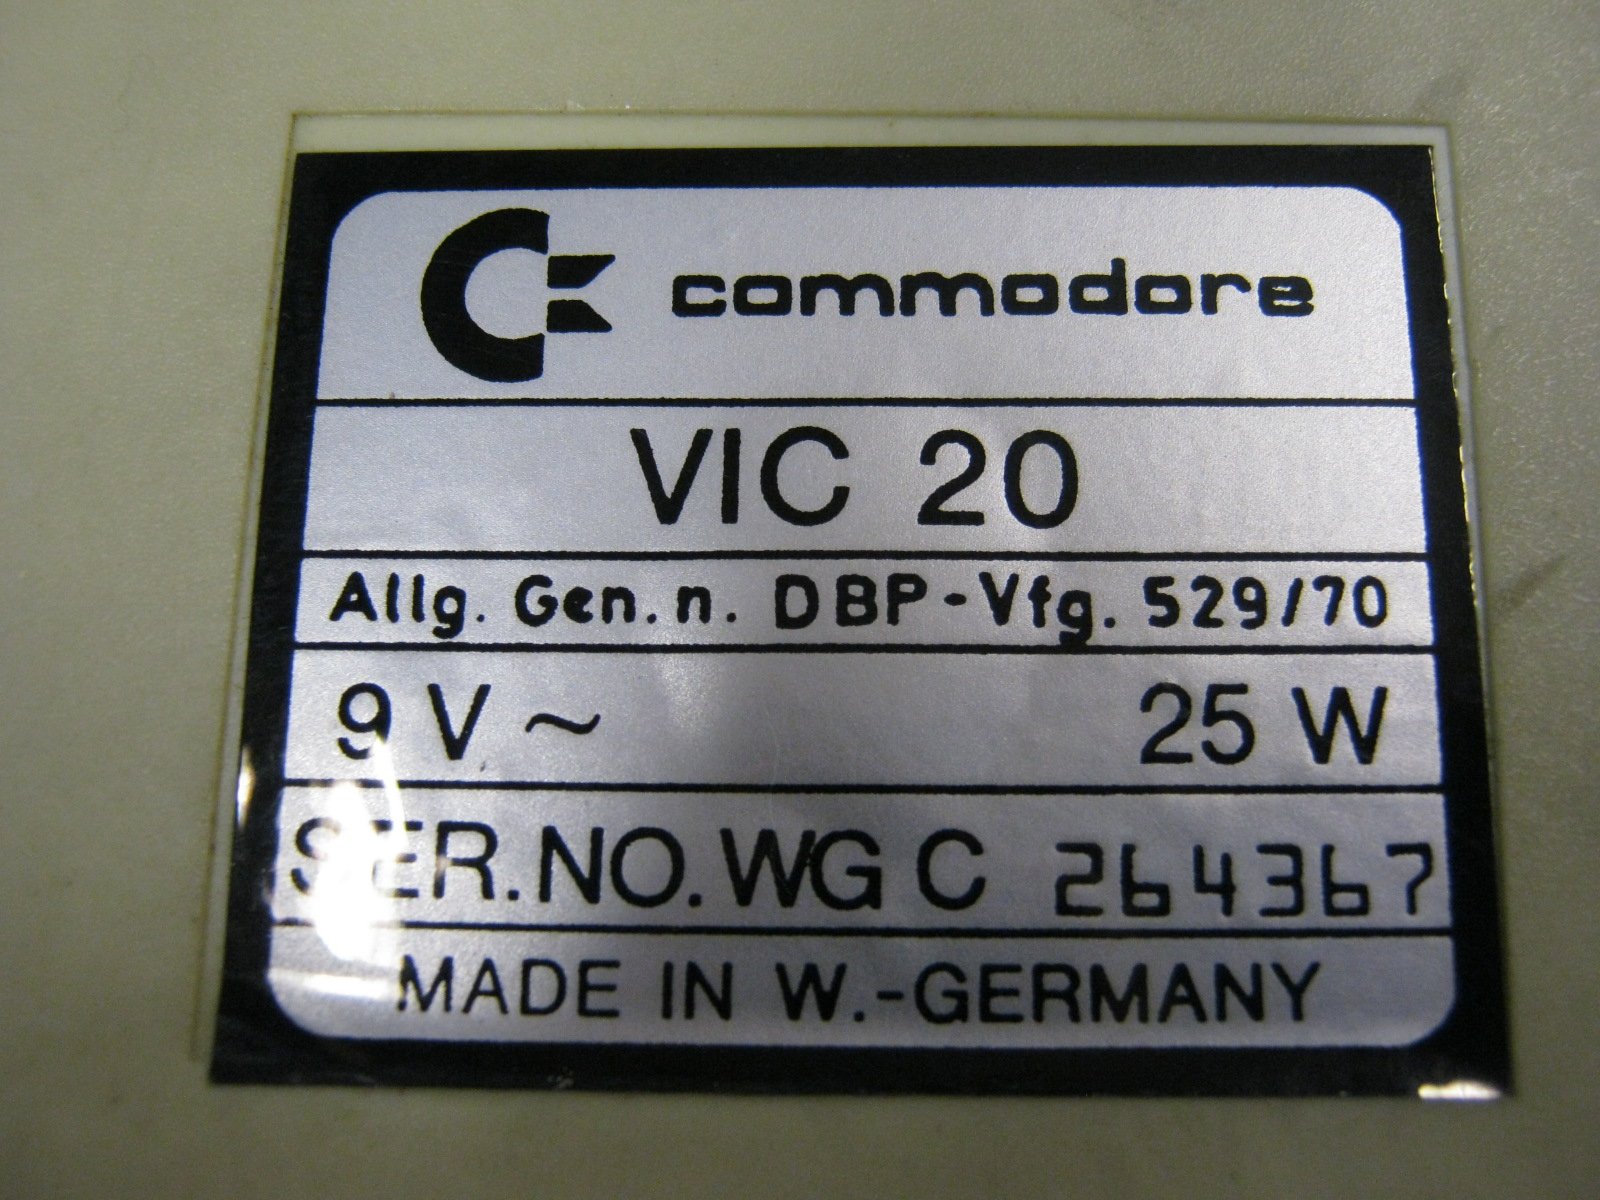 commodore
VIC 20
Allg. Gen. n. DBP-Vfg. 529/70
9 V ~ 25 W
SER.NO.WG C 264367
MADE IN W.-GERMANY